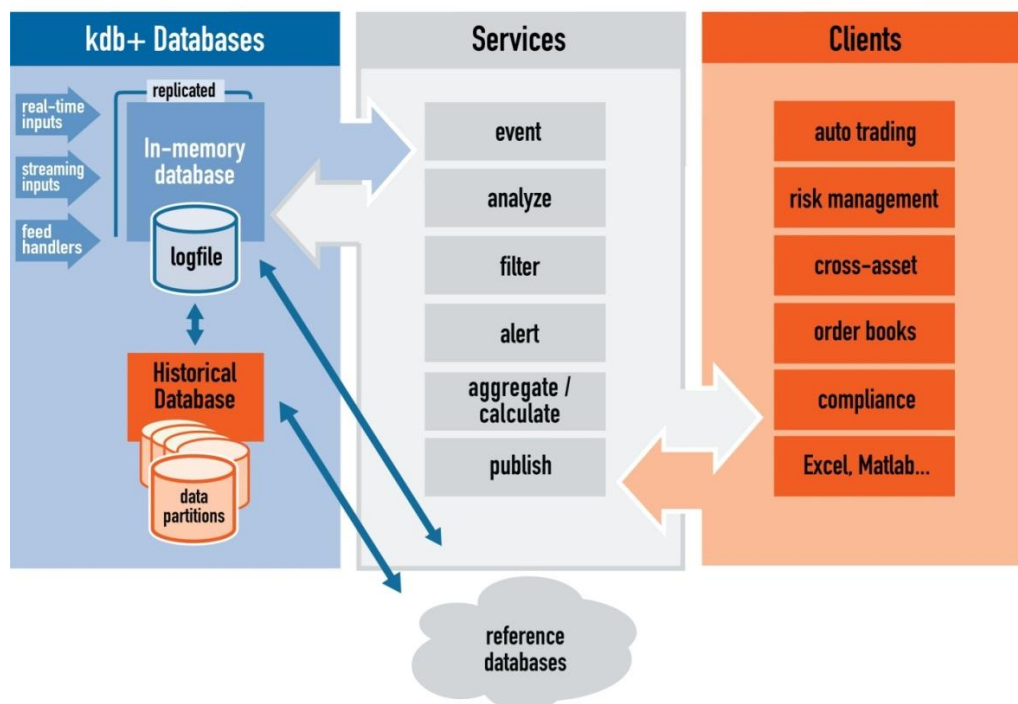 kdb+ Databases
real-time
inputs
streaming
inputs
feed
handlers
replicated
In-memory
database
logfile
Historical
Database
data
partitions
Services
event
analyze
filter
alert
aggregate /
calculate
publish
Clients
auto trading
risk management
cross-asset
order books
compliance
Excel, Matlab...
reference
databases